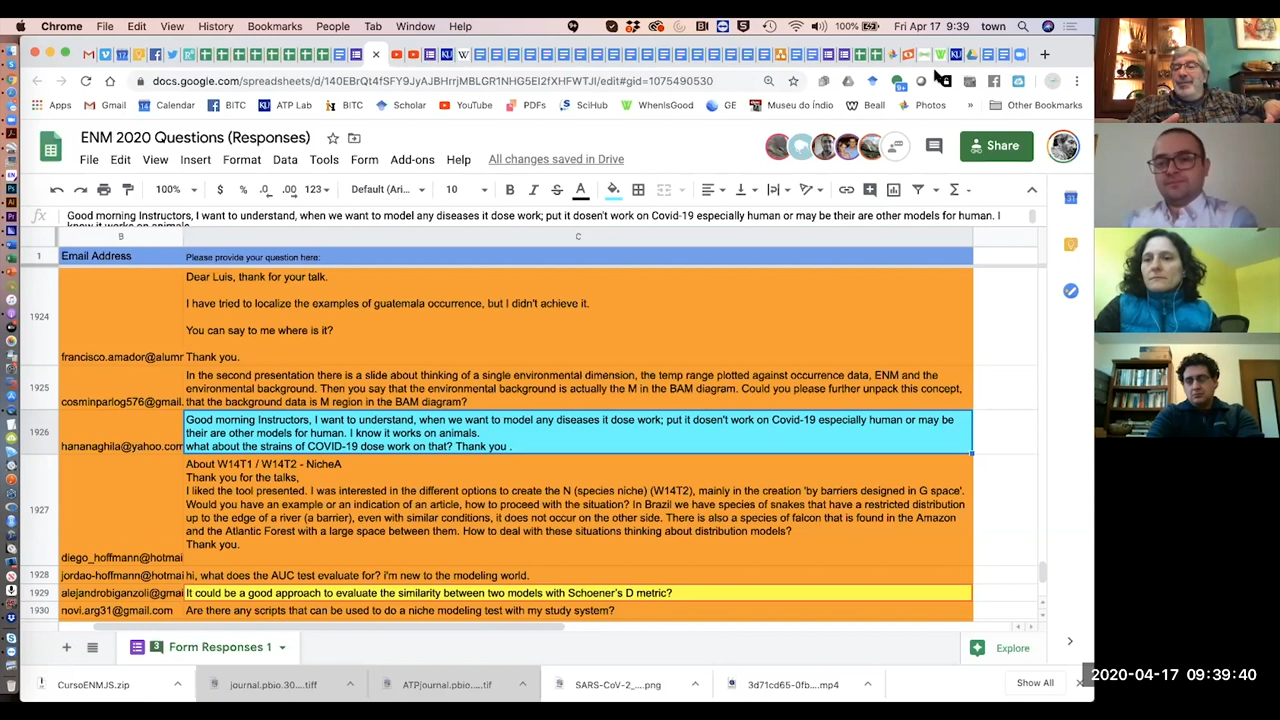 Chrome File Edit View History Bookmarks People Tab Window Help 100% Fri Apr 17 9:39 town
docs.google.com/spreadsheets/d/140EBrQt4fSFY9JyAJBHrrjMBLGR1NHG5EI2fXHFWTJI/edit#gid=1075490530
Apps Gmail Calendar BITC ATP Lab BITC Scholar YouTube PDFs SciHub WhenIsGood GE Museu do Índio Beall Photos » Other Bookmarks
ENM 2020 Questions (Responses)
File Edit View Insert Format Data Tools Form Add-ons Help All changes saved in Drive
Share
100% $ % .0 .00 123 Default (Ari... 10 B I S A
fx Good morning Instructors, I want to understand, when we want to model any diseases it dose work; put it dosen't work on Covid-19 especially human or may be their are other models for human. I
know it works on animals.
B C
1 Email Address Please provide your question here:
Dear Luis, thank for your talk.
I have tried to localize the examples of guatemala occurrence, but I didn't achieve it.
1924
You can say to me where is it?
francisco.amador@alumr Thank you.
In the second presentation there is a slide about thinking of a single environmental dimension, the temp range plotted against occurrence data, ENM and the
1925 environmental background. Then you say that the environmental background is actually the M in the BAM diagram. Could you please further unpack this concept,
cosminparlog576@gmail. that the background data is M region in the BAM diagram?
Good morning Instructors, I want to understand, when we want to model any diseases it dose work; put it dosen't work on Covid-19 especially human or may be
1926 their are other models for human. I know it works on animals.
hananaghila@yahoo.com what about the strains of COVID-19 dose work on that? Thank you .
About W14T1 / W14T2 - NicheA
Thank you for the talks,
I liked the tool presented. I was interested in the different options to create the N (species niche) (W14T2), mainly in the creation 'by barriers designed in G space'.
1927 Would you have an example or an indication of an article, how to proceed with the situation? In Brazil we have species of snakes that have a restricted distribution
up to the edge of a river (a barrier), even with similar conditions, it does not occur on the other side. There is also a species of falcon that is found in the Amazon
and the Atlantic Forest with a large space between them. How to deal with these situations thinking about distribution models?
Thank you.
diego_hoffmann@hotmai
1928 jordao-hoffmann@hotmai hi, what does the AUC test evaluate for? i'm new to the modeling world.
1929 alejandrobiganzoli@gmai It could be a good approach to evaluate the similarity between two models with Schoener's D metric?
1930 novi.arg31@gmail.com Are there any scripts that can be used to do a niche modeling test with my study system?
+ 3 Form Responses 1 Explore
CursoENMJS.zip journal.pbio.30....tiff ATPjournal.pbio.....tif SARS-CoV-2_....png 3d71cd65-0fb....mp4 Show All
2020-04-17 09:39:40